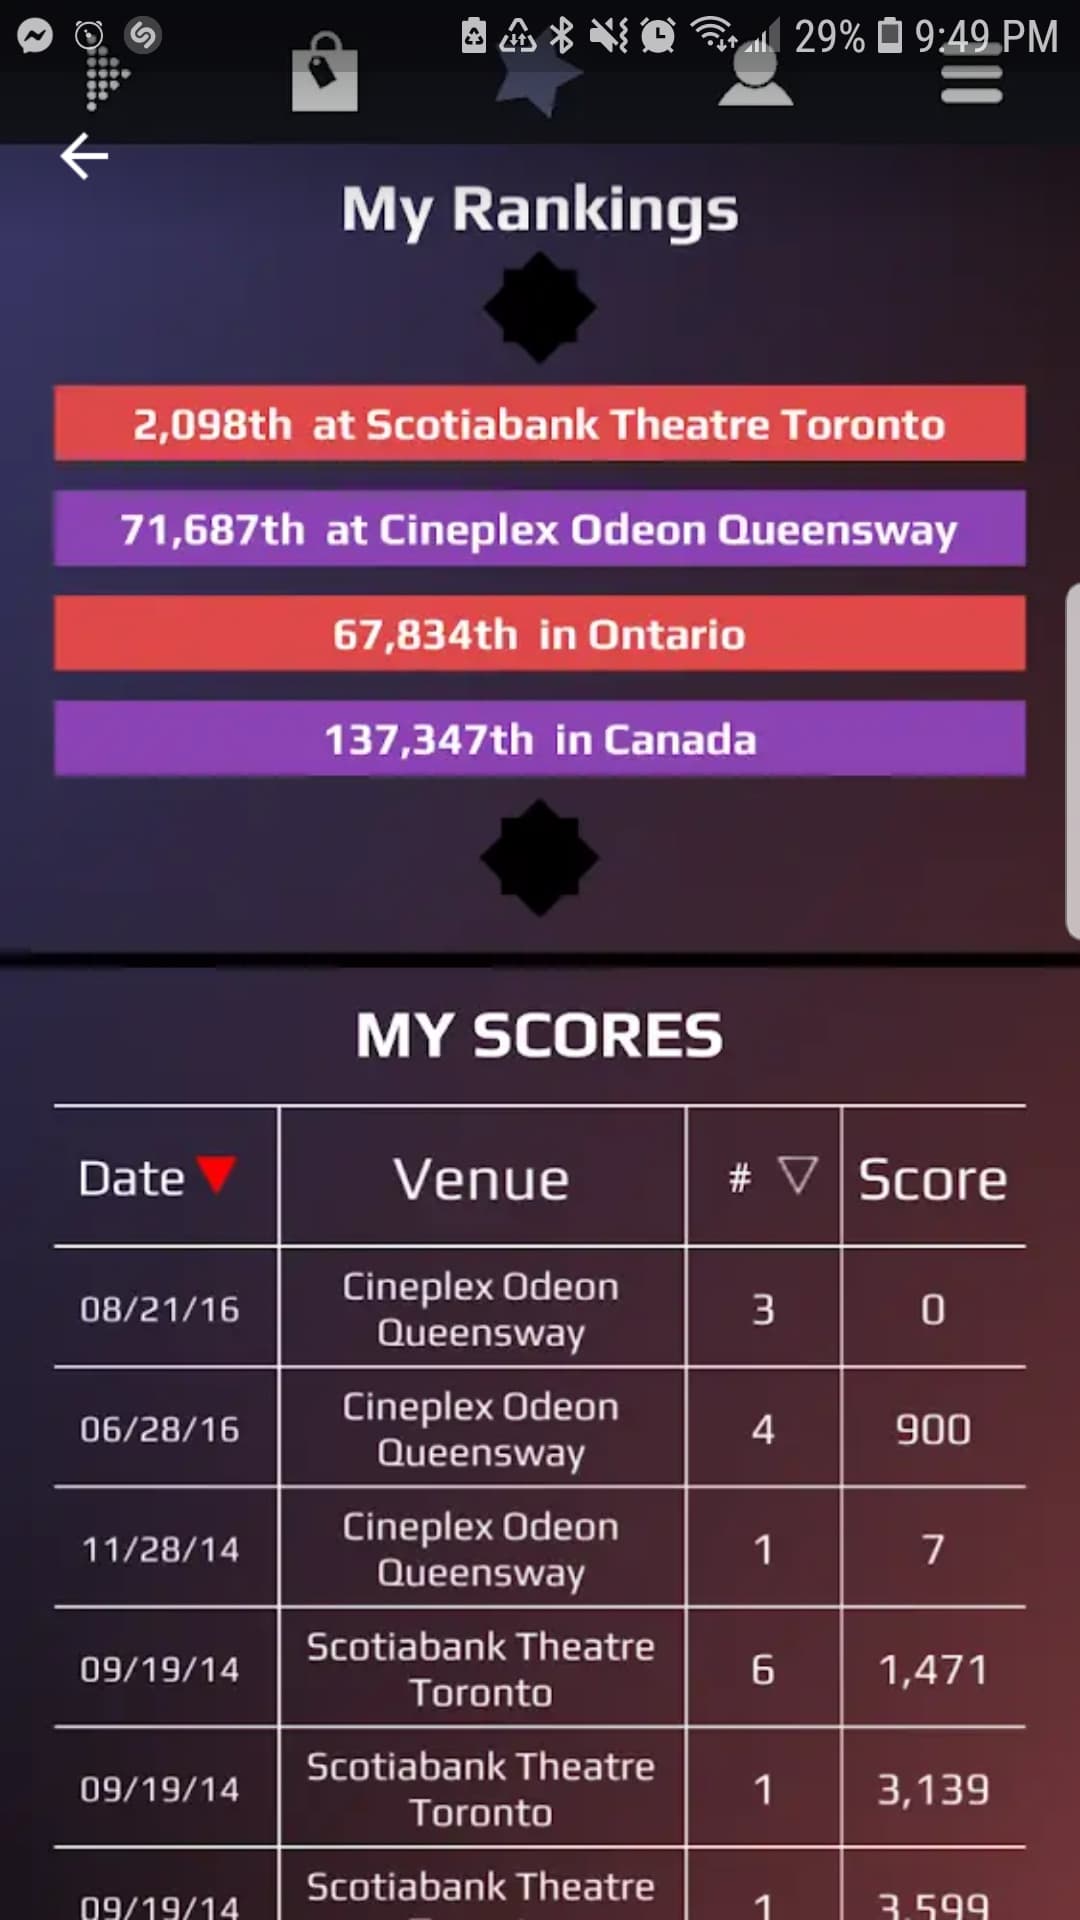 29% 9:49 PM
My Rankings
2,098th at Scotiabank Theatre Toronto
71,687th at Cineplex Odeon Queensway
67,834th in Ontario
137,347th in Canada
MY SCORES
Date Venue # Score
08/21/16 Cineplex Odeon Queensway 3 0
06/28/16 Cineplex Odeon Queensway 4 900
11/28/14 Cineplex Odeon Queensway 1 7
09/19/14 Scotiabank Theatre Toronto 6 1,471
09/19/14 Scotiabank Theatre Toronto 1 3,139
09/19/14 Scotiabank Theatre 1 3,599